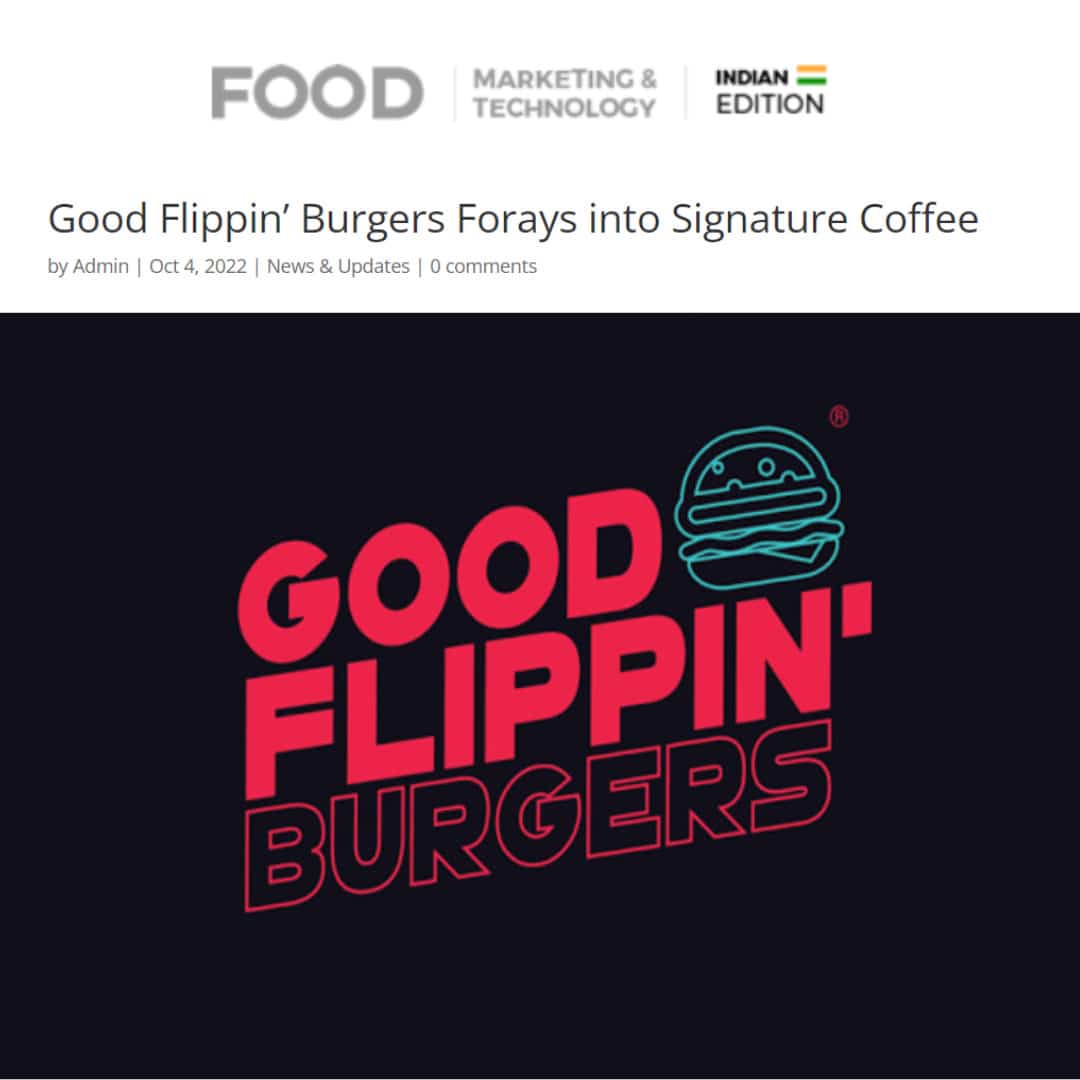 FOOD
MARKETING &
TECHNOLOGY
INDIAN
EDITION
Good Flippin’ Burgers Forays into Signature Coffee
by Admin | Oct 4, 2022 | News & Updates | 0 comments
®
GOOD
FLIPPIN'
BURGERS